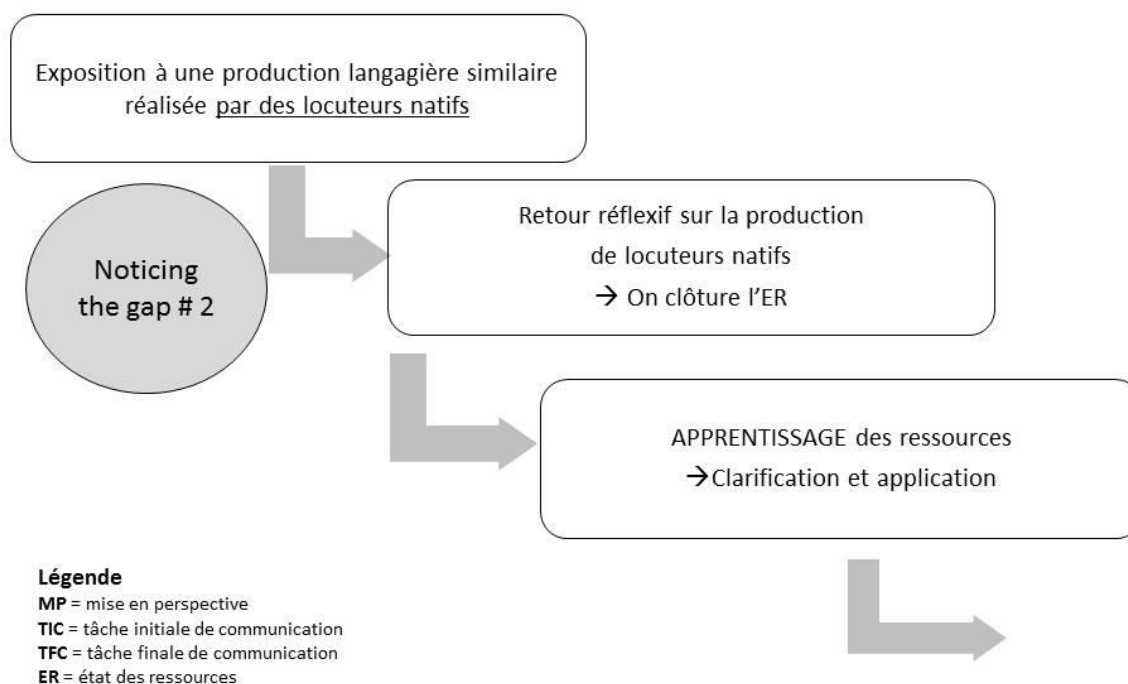 Exposition à une production langagière similaire
réalisée par des locuteurs natifs
Noticing
the gap # 2
Retour réflexif sur la production
de locuteurs natifs
→ On clôture l’ER
APPRENTISSAGE des ressources
→Clarification et application
Légende
MP = mise en perspective
TIC = tâche initiale de communication
TFC = tâche finale de communication
ER = état des ressources